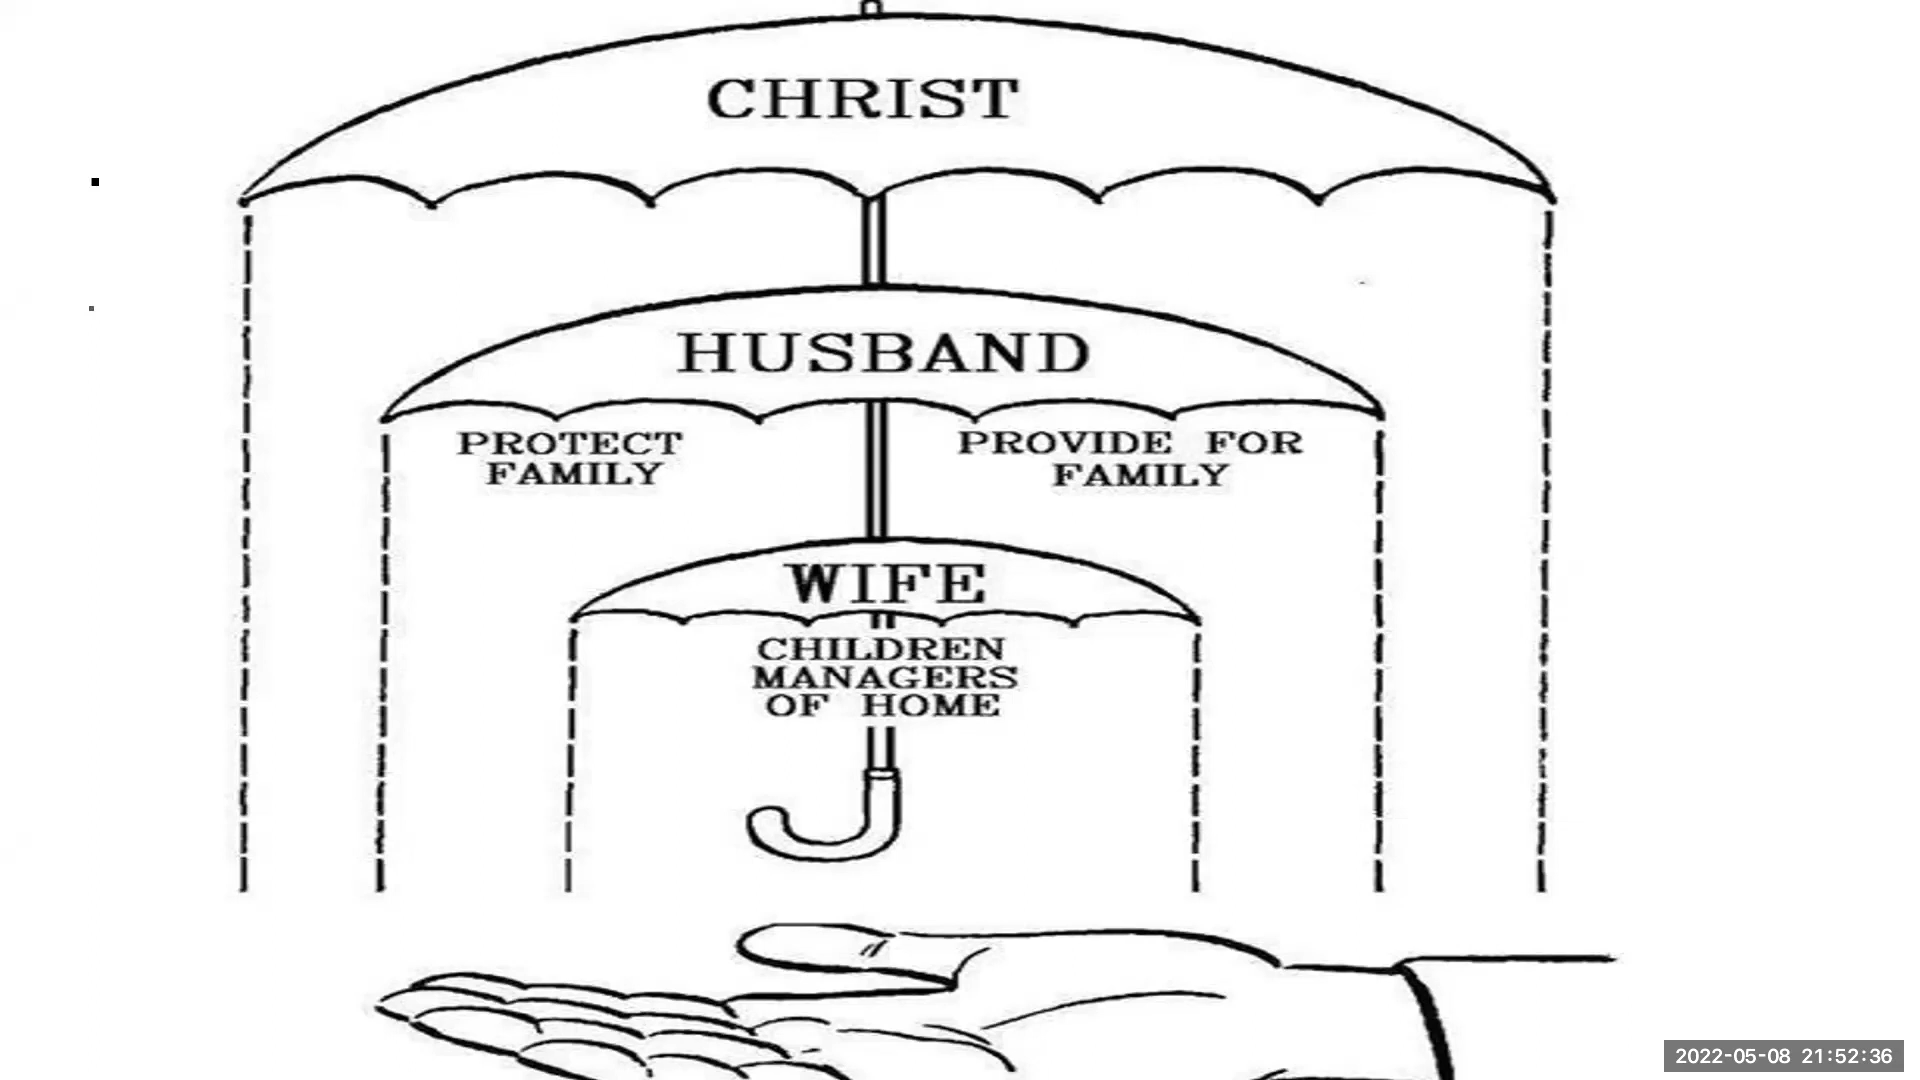 CHRIST
HUSBAND
PROTECT
FAMILY
PROVIDE FOR
FAMILY
WIFE
CHILDREN
MANAGERS
OF HOME
2022-05-08 21:52:36